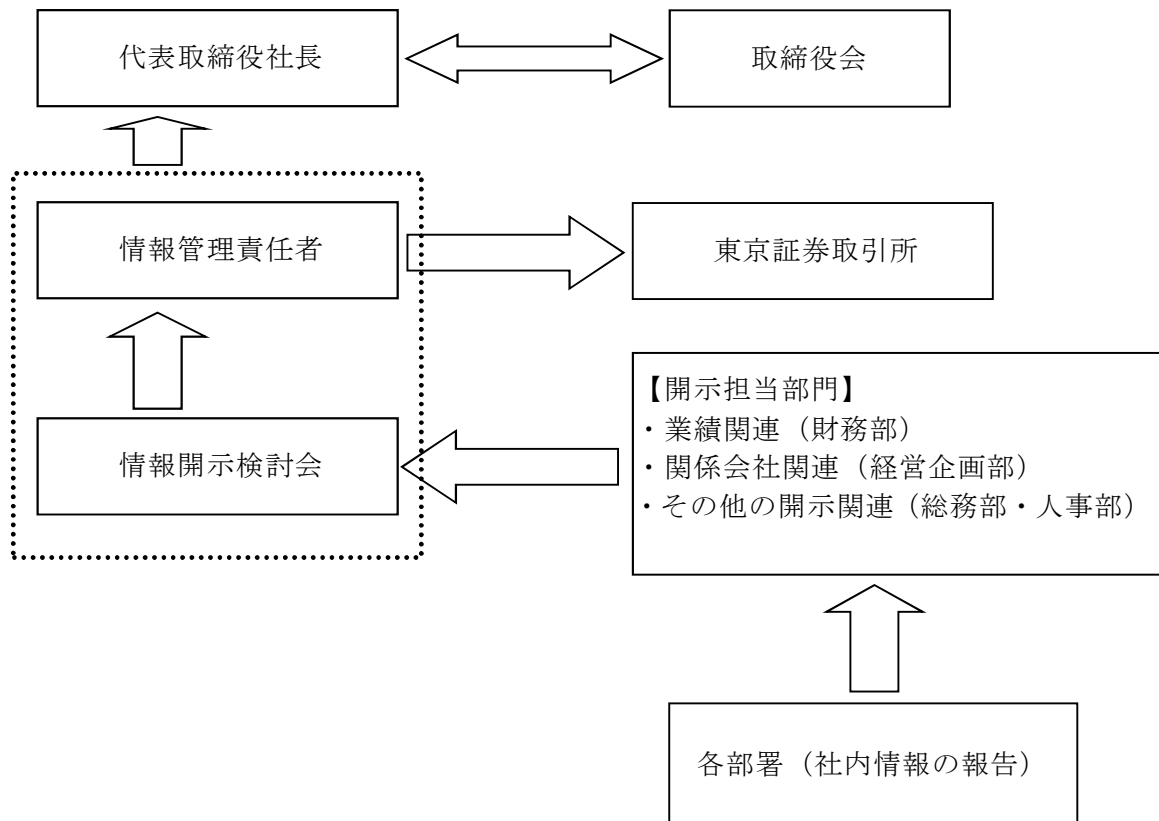 代表取締役社長
取締役会
情報管理責任者
東京証券取引所
【開示担当部門】
・業績関連（財務部）
・関係会社関連（経営企画部）
・その他の開示関連（総務部・人事部）
情報開示検討会
各部署（社内情報の報告）